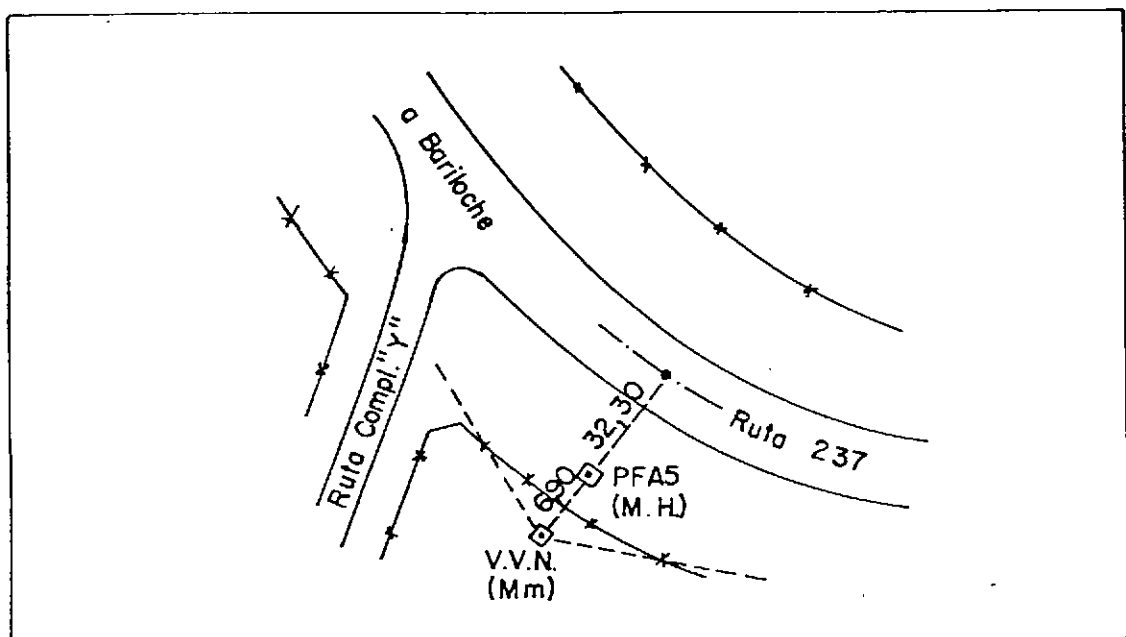 a Bariloche
Ruta Compl. "Y"
Ruta 237
32,30
6,90
PFA5
(M.H.)
V.V.N.
(Mm)